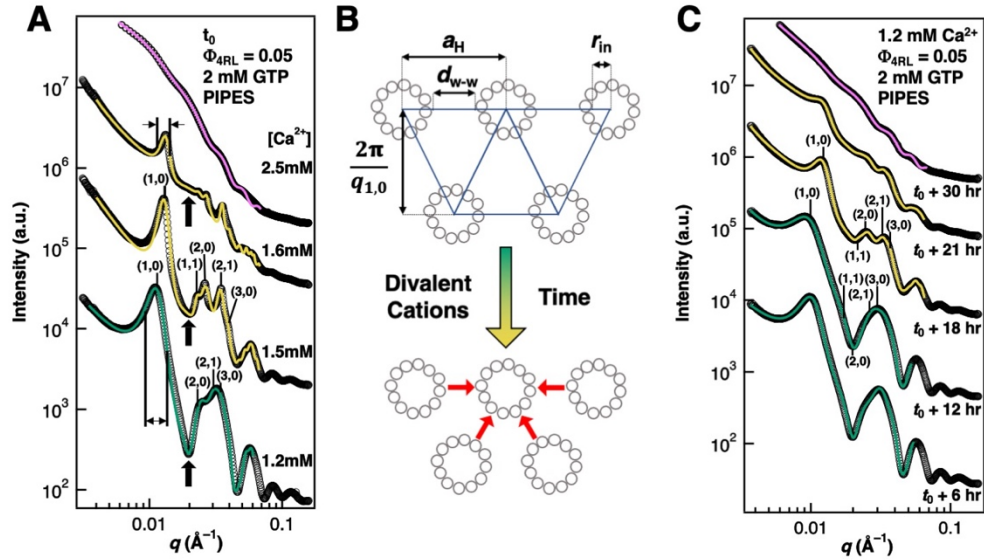 A
t₀
Φ4RL = 0.05
2 mM GTP
PIPES
[Ca²⁺]
2.5mM
1.6mM
1.5mM
1.2mM
(1,0)
(1,1)
(2,0)
(2,1)
(3,0)
(1,0)
(2,0)
(2,1)
(3,0)
10⁷
10⁶
10⁵
10⁴
10³
10²
Intensity (a.u.)
0.01
0.1
q (Å⁻¹)
B
aH
rin
dw-w
2π
q1,0
Divalent
Cations
Time
C
1.2 mM Ca²⁺
Φ4RL = 0.05
2 mM GTP
PIPES
t₀ + 30 hr
t₀ + 21 hr
t₀ + 18 hr
t₀ + 12 hr
t₀ + 6 hr
(1,0)
(2,0)
(2,1)
(3,0)
(1,1)
(1,0)
(1,1)
(3,0)
(2,1)
(2,0)
10⁷
10⁶
10⁵
10⁴
10³
10²
Intensity (a.u.)
0.01
0.1
q (Å⁻¹)